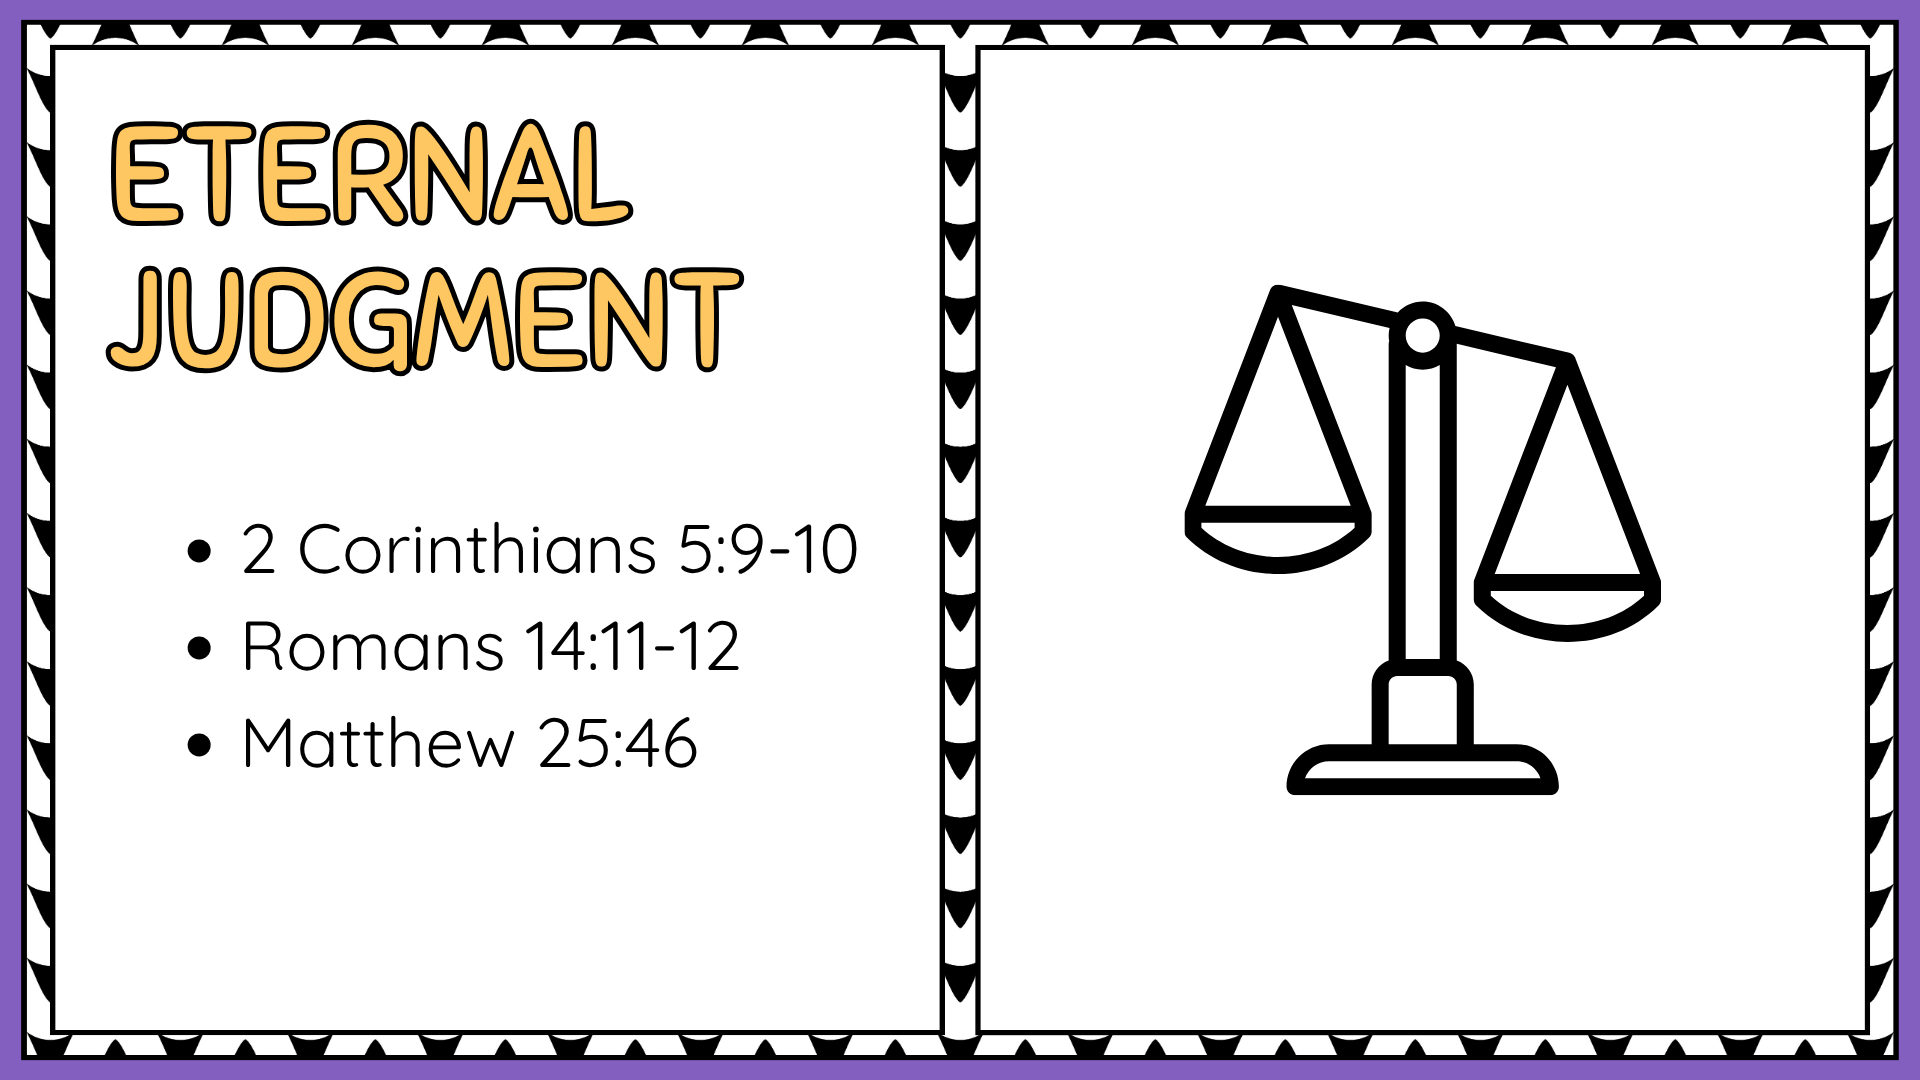 ETERNAL
JUDGMENT
• 2 Corinthians 5:9-10
• Romans 14:11-12
• Matthew 25:46